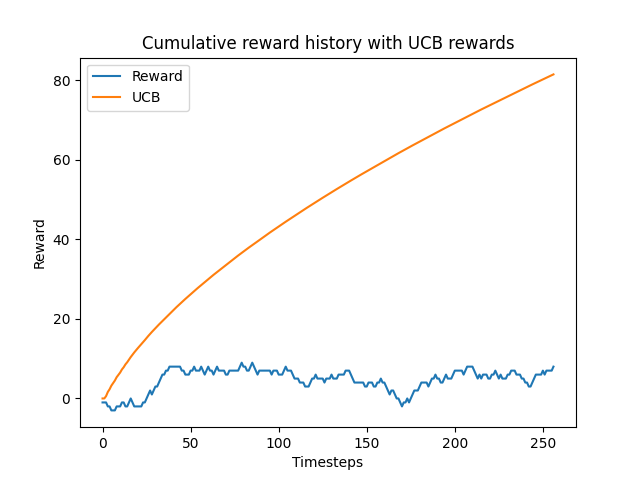 Cumulative reward history with UCB rewards
Reward
UCB
80
60
40
20
0
Reward
0 50 100 150 200 250
Timesteps